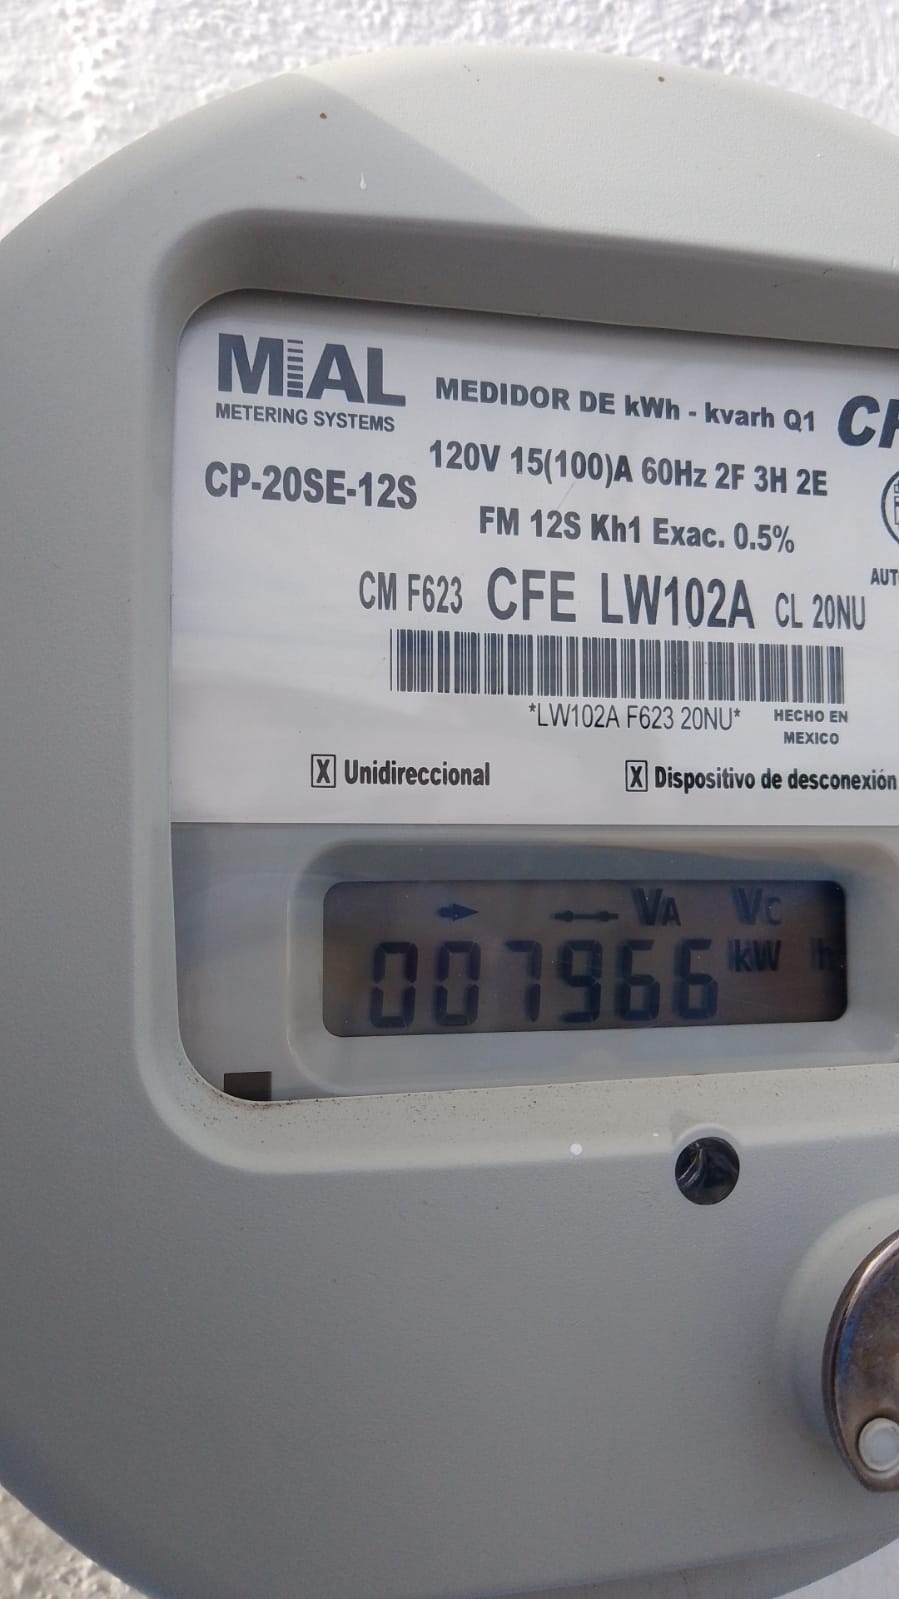 MIAL
METERING SYSTEMS
MEDIDOR DE kWh - kvarh Q1
CP-20SE-12S
120V 15(100)A 60Hz 2F 3H 2E
FM 12S Kh1 Exac. 0.5%
CM F623 CFE LW102A CL 20NU
*LW102A F623 20NU*
HECHO EN
MEXICO
X Unidireccional
X Dispositivo de desconexión
VA VC
007966 kW h